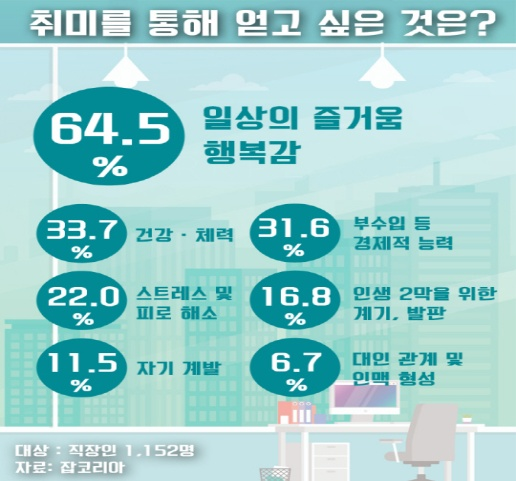 취미를 통해 얻고 싶은 것은?
64.5
%
일상의 즐거움
행복감
33.7
%
건강 · 체력
31.6
%
부수입 등
경제적 능력
22.0
%
스트레스 및
피로 해소
16.8
%
인생 2막을 위한
계기, 발판
11.5
%
자기 계발
6.7
%
대인 관계 및
인맥 형성
대상 : 직장인 1,152명
자료: 잡코리아